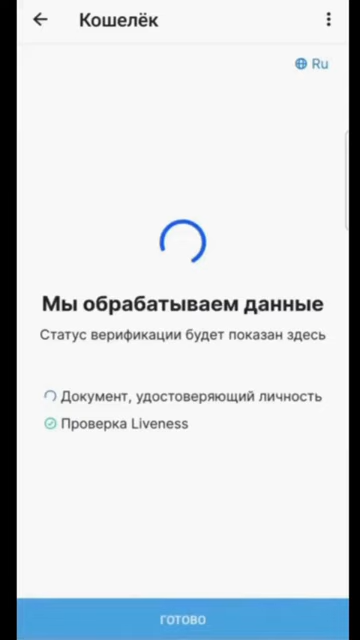 Кошелёк
Ru
Мы обрабатываем данные
Статус верификации будет показан здесь
Документ, удостоверяющий личность
Проверка Liveness
ГОТОВО